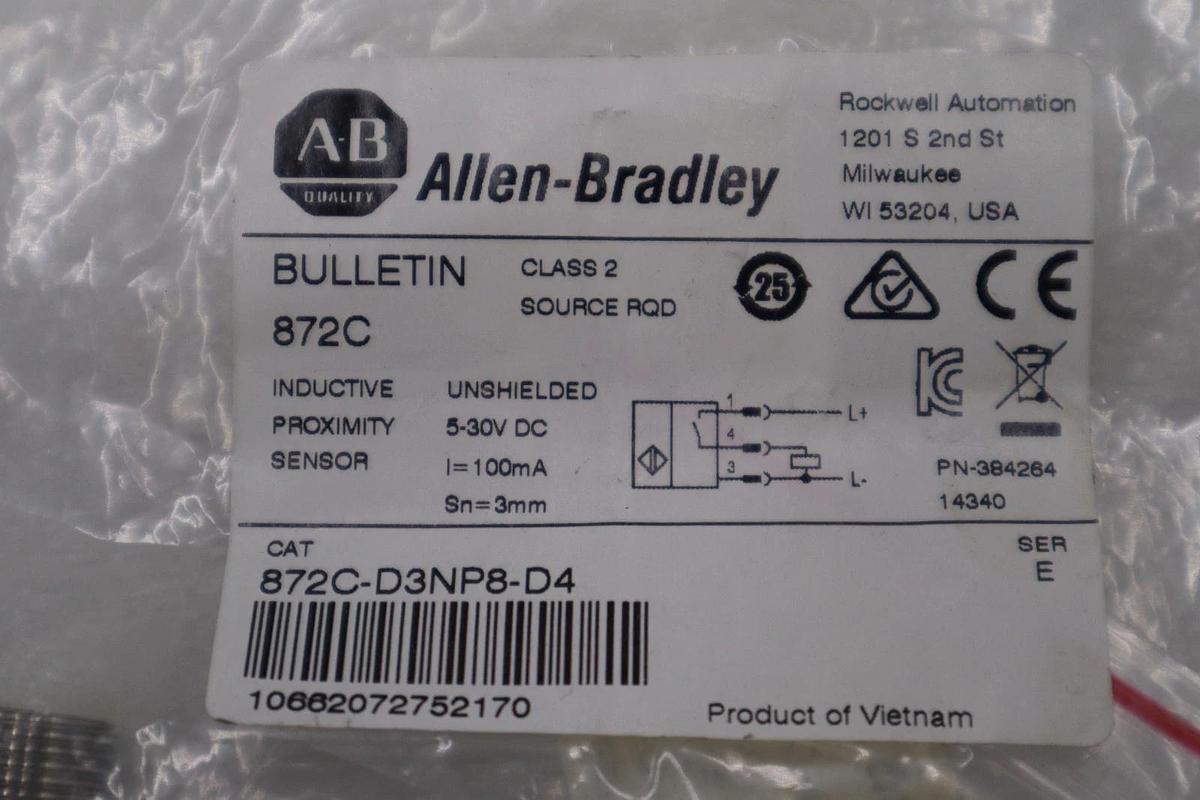 A-B
QUALITY
Allen-Bradley
Rockwell Automation
1201 S 2nd St
Milwaukee
WI 53204, USA
BULLETIN
872C
CLASS 2
SOURCE RQD
25
CE
INDUCTIVE
PROXIMITY
SENSOR
UNSHIELDED
5-30V DC
I=100mA
Sn=3mm
1
L+
4
3
L-
PN-384264
14340
CAT
872C-D3NP8-D4
SER
E
10662072752170
Product of Vietnam